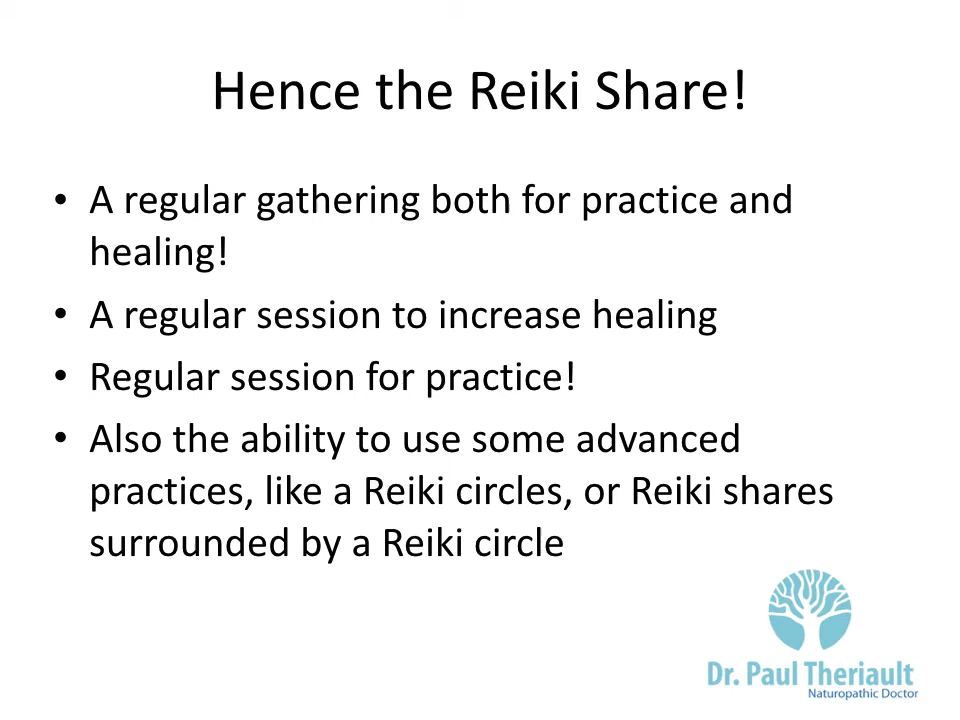 Hence the Reiki Share!
• A regular gathering both for practice and
healing!
• A regular session to increase healing
• Regular session for practice!
• Also the ability to use some advanced
practices, like a Reiki circles, or Reiki shares
surrounded by a Reiki circle
Dr. Paul Theriault
Naturopathic Doctor